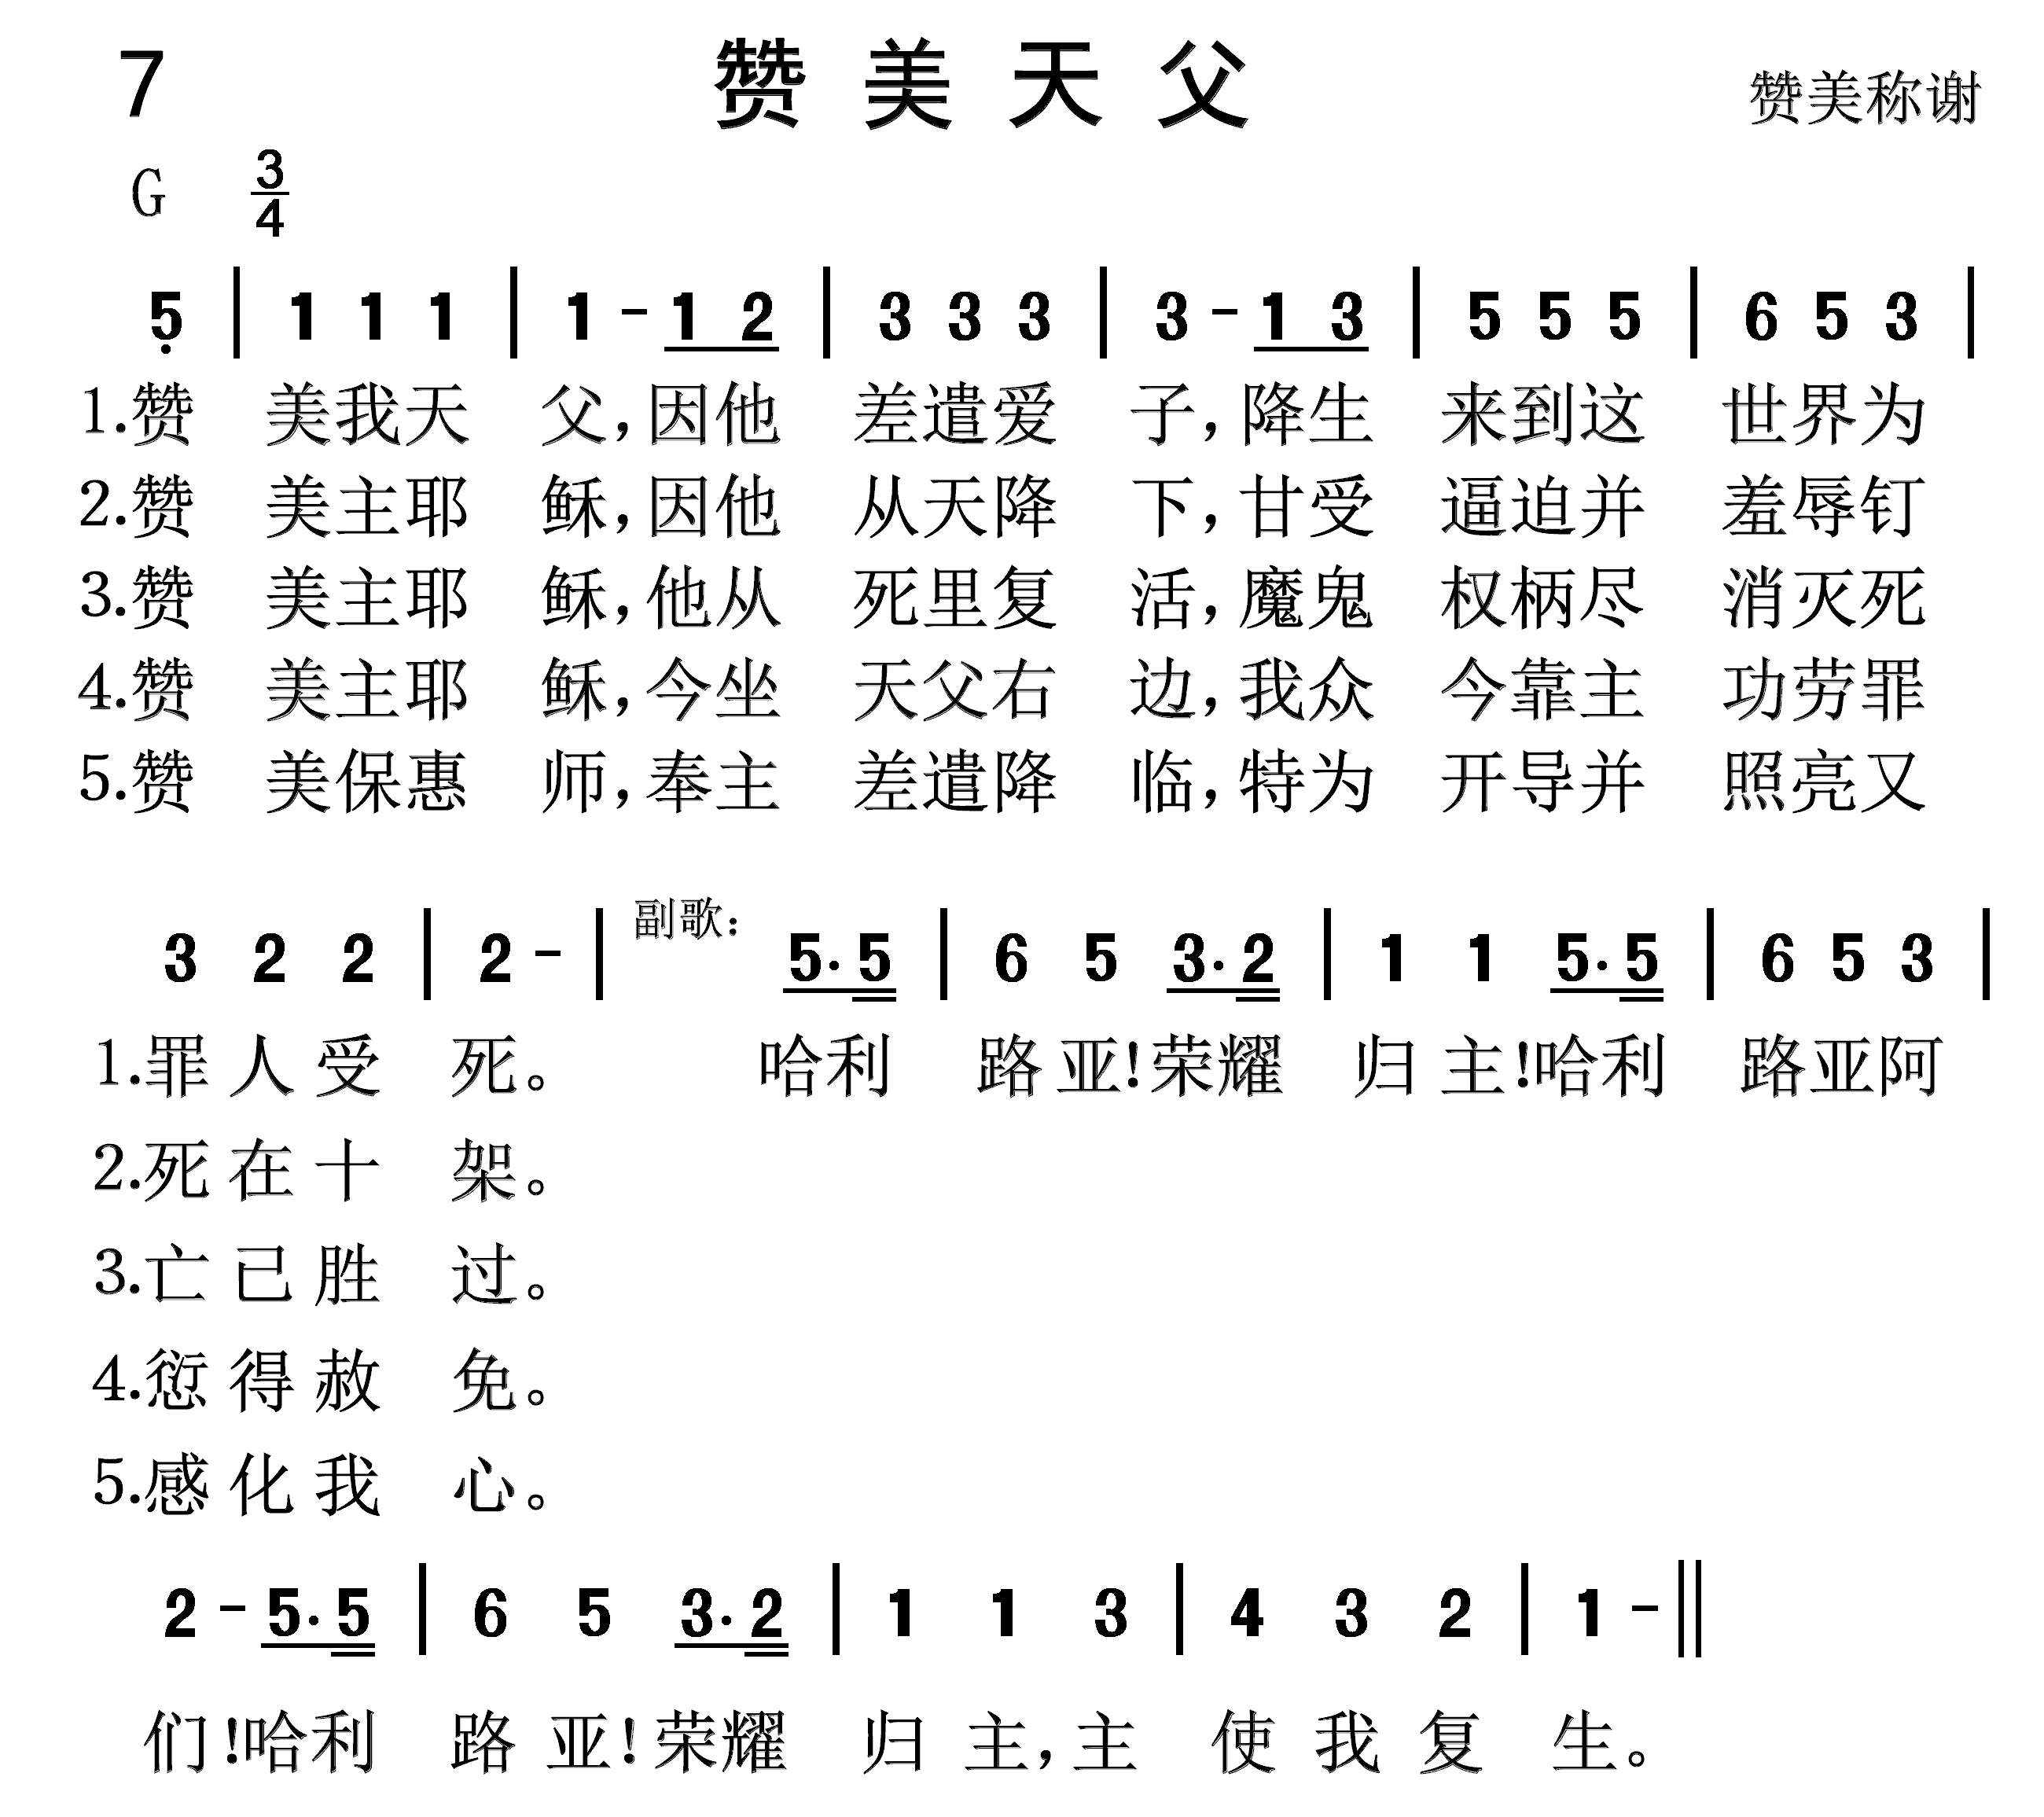 7 赞美天父 赞美称谢
G 3/4
5̣ | 1 1 1 | 1 - 1 2 | 3 3 3 | 3 - 1 3 | 5 5 5 | 6 5 3 |
1.赞 美我天 父,因他 差遣爱 子,降生 来到这 世界为
2.赞 美主耶 稣,因他 从天降 下,甘受 逼迫并 羞辱钉
3.赞 美主耶 稣,他从 死里复 活,魔鬼 权柄尽 消灭死
4.赞 美主耶 稣,今坐 天父右 边,我众 今靠主 功劳罪
5.赞 美保惠 师,奉主 差遣降 临,特为 开导并 照亮又
3 2 2 | 2 - | 副歌: 5·5 | 6 5 3·2 | 1 1 5·5 | 6 5 3 |
1.罪人受 死。 哈利 路亚!荣耀 归主!哈利 路亚阿
2.死在十 架。
3.亡已胜 过。
4.愆得赦 免。
5.感化我 心。
2 - 5·5 | 6 5 3·2 | 1 1 3 | 4 3 2 | 1 - ‖
们!哈利 路亚!荣耀 归主,主 使我复 生。